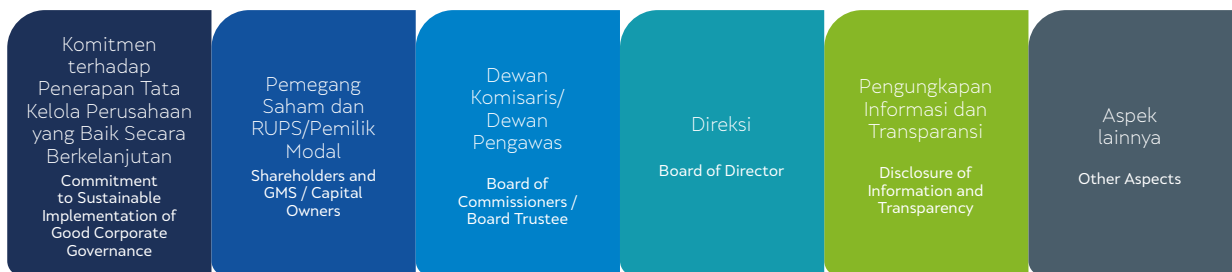 Komitmen
terhadap
Penerapan Tata
Kelola Perusahaan
yang Baik Secara
Berkelanjutan
Commitment
to Sustainable
Implementation of
Good Corporate
Governance
Pemegang
Saham dan
RUPS/Pemilik
Modal
Shareholders and
GMS / Capital
Owners
Dewan
Komisaris/
Dewan
Pengawas
Board of
Commissioners /
Board Trustee
Direksi
Board of Director
Pengungkapan
Informasi dan
Transparansi
Disclosure of
Information and
Transparency
Aspek
lainnya
Other Aspects